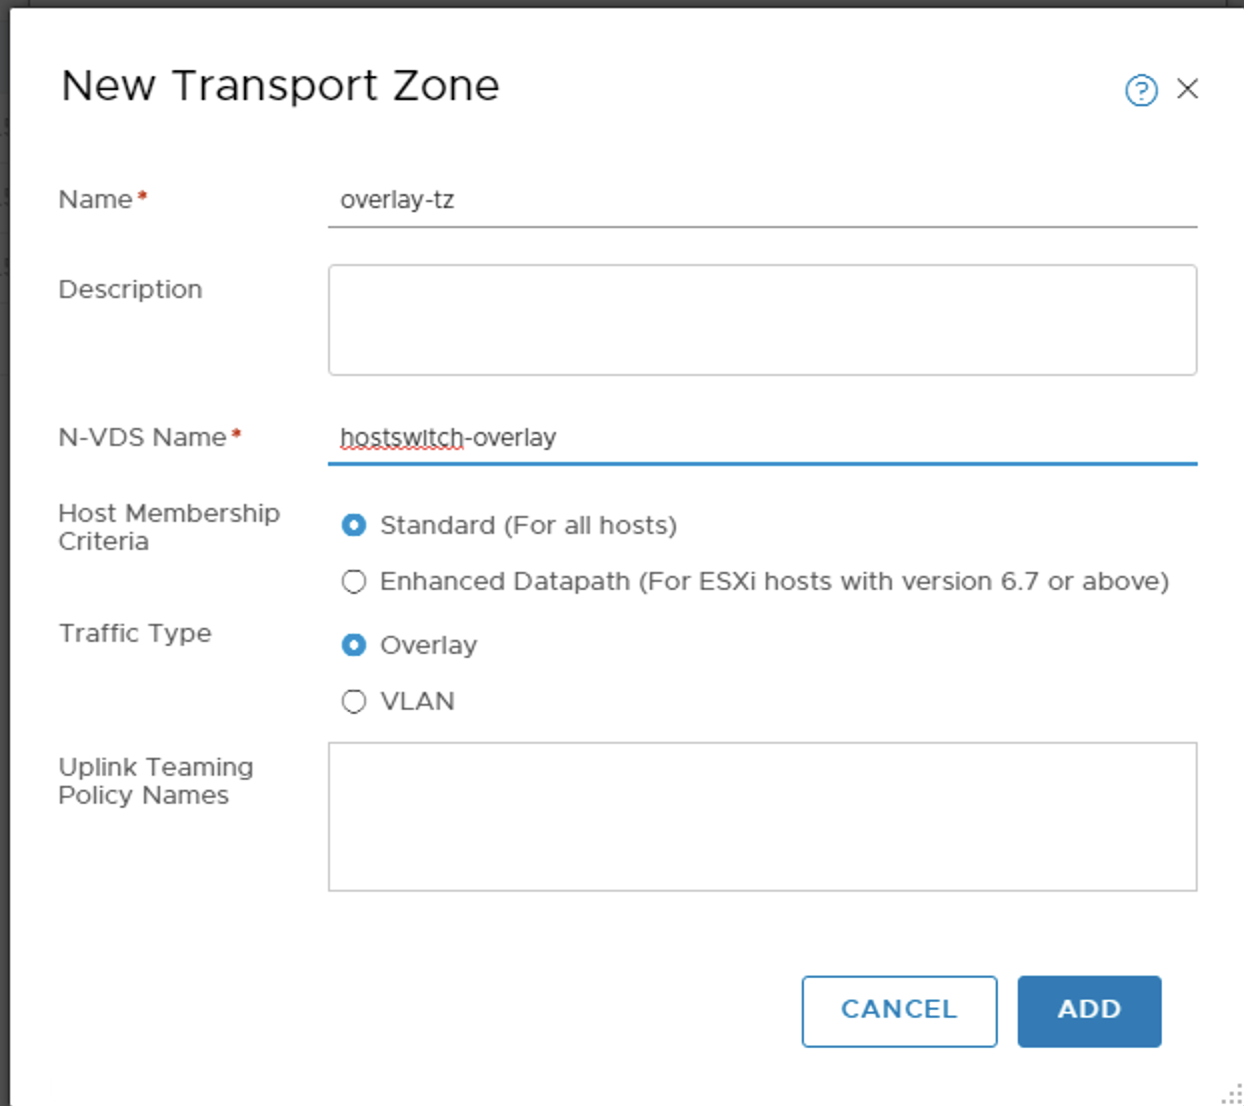 New Transport Zone
?
Name*
overlay-tz
Description
N-VDS Name*
hostswitch-overlay
Host Membership
Criteria
Standard (For all hosts)
Enhanced Datapath (For ESXi hosts with version 6.7 or above)
Traffic Type
Overlay
VLAN
Uplink Teaming
Policy Names
CANCEL
ADD